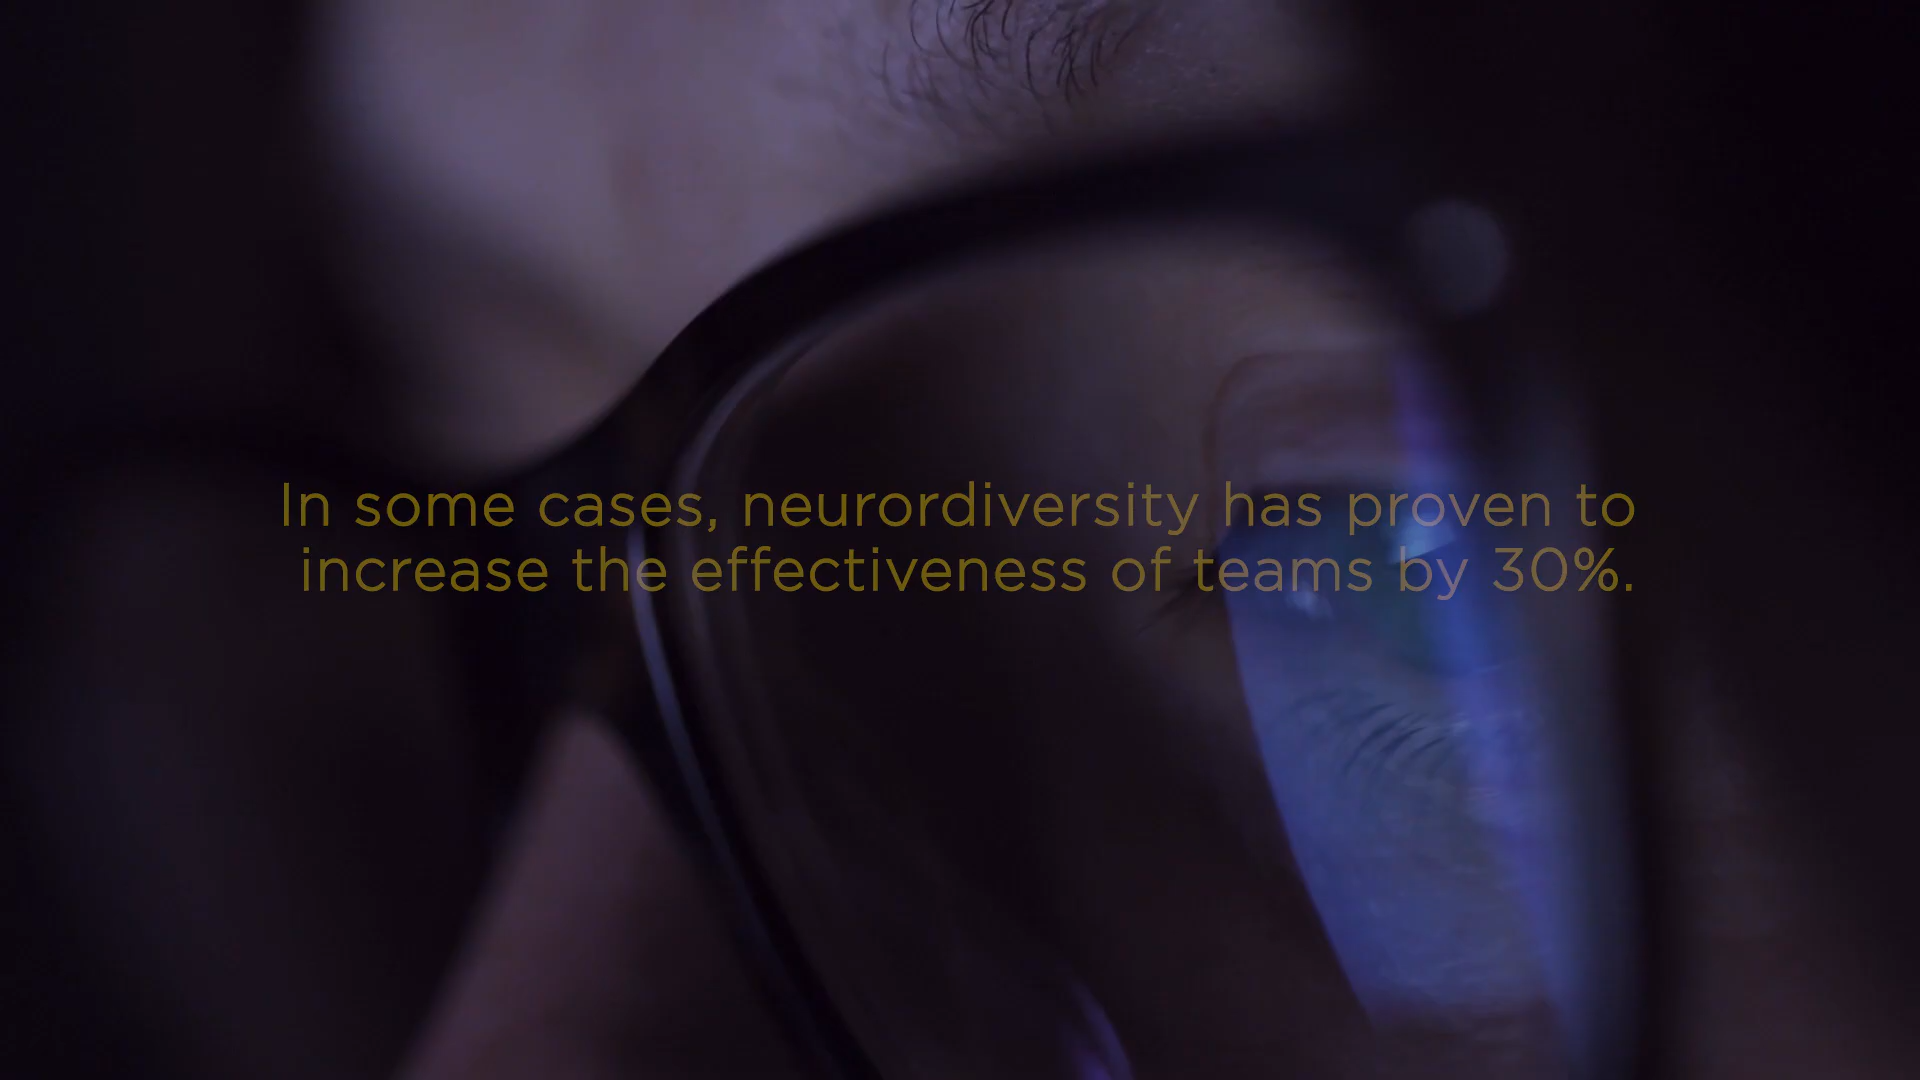 In some cases, neurordiversity has proven to
increase the effectiveness of teams by 30%.